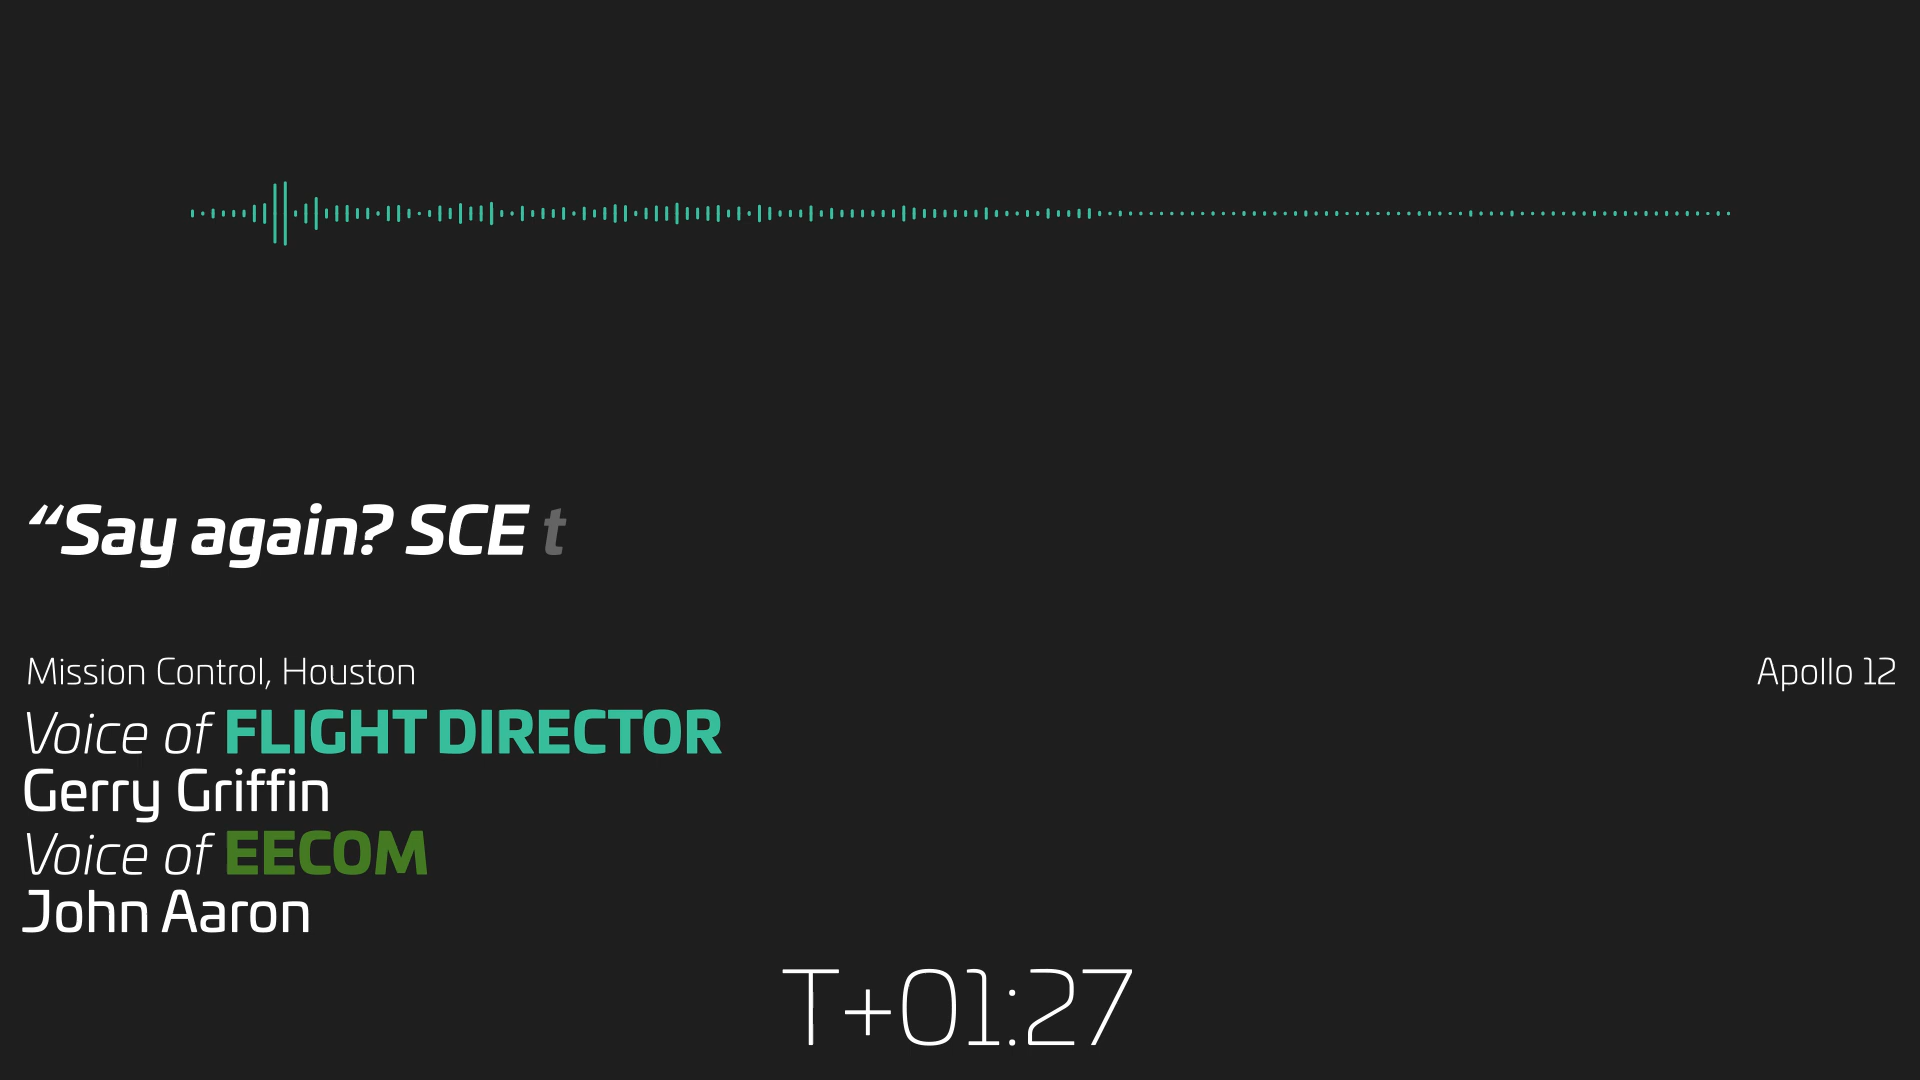 “Say again? SCE t
Mission Control, Houston
Apollo 12
Voice of FLIGHT DIRECTOR
Gerry Griffin
Voice of EECOM
John Aaron
T+01:27